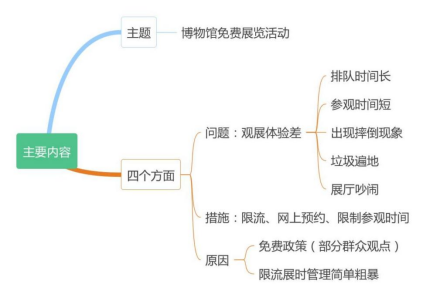 主要内容
主题
博物馆免费展览活动
四个方面
问题：观展体验差
排队时间长
参观时间短
出现摔倒现象
垃圾遍地
展厅吵闹
措施：限流、网上预约、限制参观时间
原因
免费政策（部分群众观点）
限流展时管理简单粗暴